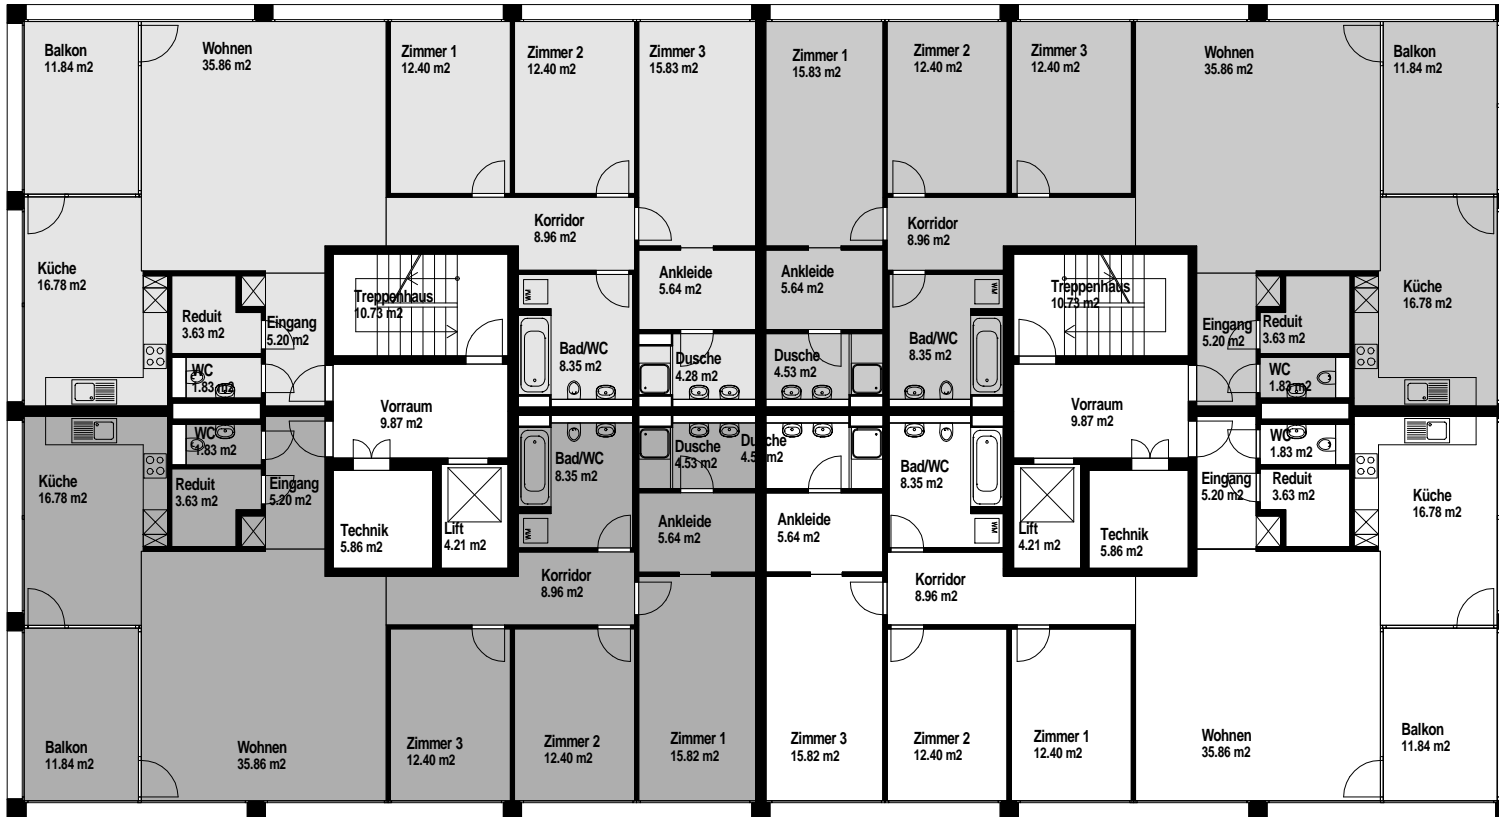 Balkon
11.84 m2
Wohnen
35.86 m2
Zimmer 1
12.40 m2
Zimmer 2
12.40 m2
Zimmer 3
15.83 m2
Zimmer 1
15.83 m2
Zimmer 2
12.40 m2
Zimmer 3
12.40 m2
Wohnen
35.86 m2
Balkon
11.84 m2
Korridor
8.96 m2
Korridor
8.96 m2
Küche
16.78 m2
Reduit
3.63 m2
Eingang
5.20 m2
Treppenhaus
10.73 m2
WM
Ankleide
5.64 m2
Ankleide
5.64 m2
WM
Treppenhaus
10.73 m2
Eingang
5.20 m2
Reduit
3.63 m2
Küche
16.78 m2
WC
1.83 m2
Bad/WC
8.35 m2
Dusche
4.28 m2
Dusche
4.53 m2
Bad/WC
8.35 m2
WC
1.83 m2
Vorraum
9.87 m2
Vorraum
9.87 m2
WC
1.83 m2
Küche
16.78 m2
Reduit
3.63 m2
Eingang
5.20 m2
Bad/WC
8.35 m2
Dusche
4.53 m2
Dusche
Bad/WC
8.35 m2
WC
1.83 m2
Eingang
5.20 m2
Reduit
3.63 m2
Küche
16.78 m2
Technik
5.86 m2
Lift
4.21 m2
WM
Ankleide
5.64 m2
Ankleide
5.64 m2
WM
Lift
4.21 m2
Technik
5.86 m2
Korridor
8.96 m2
Korridor
8.96 m2
Balkon
11.84 m2
Wohnen
35.86 m2
Zimmer 3
12.40 m2
Zimmer 2
12.40 m2
Zimmer 1
15.82 m2
Zimmer 3
15.82 m2
Zimmer 2
12.40 m2
Zimmer 1
12.40 m2
Wohnen
35.86 m2
Balkon
11.84 m2